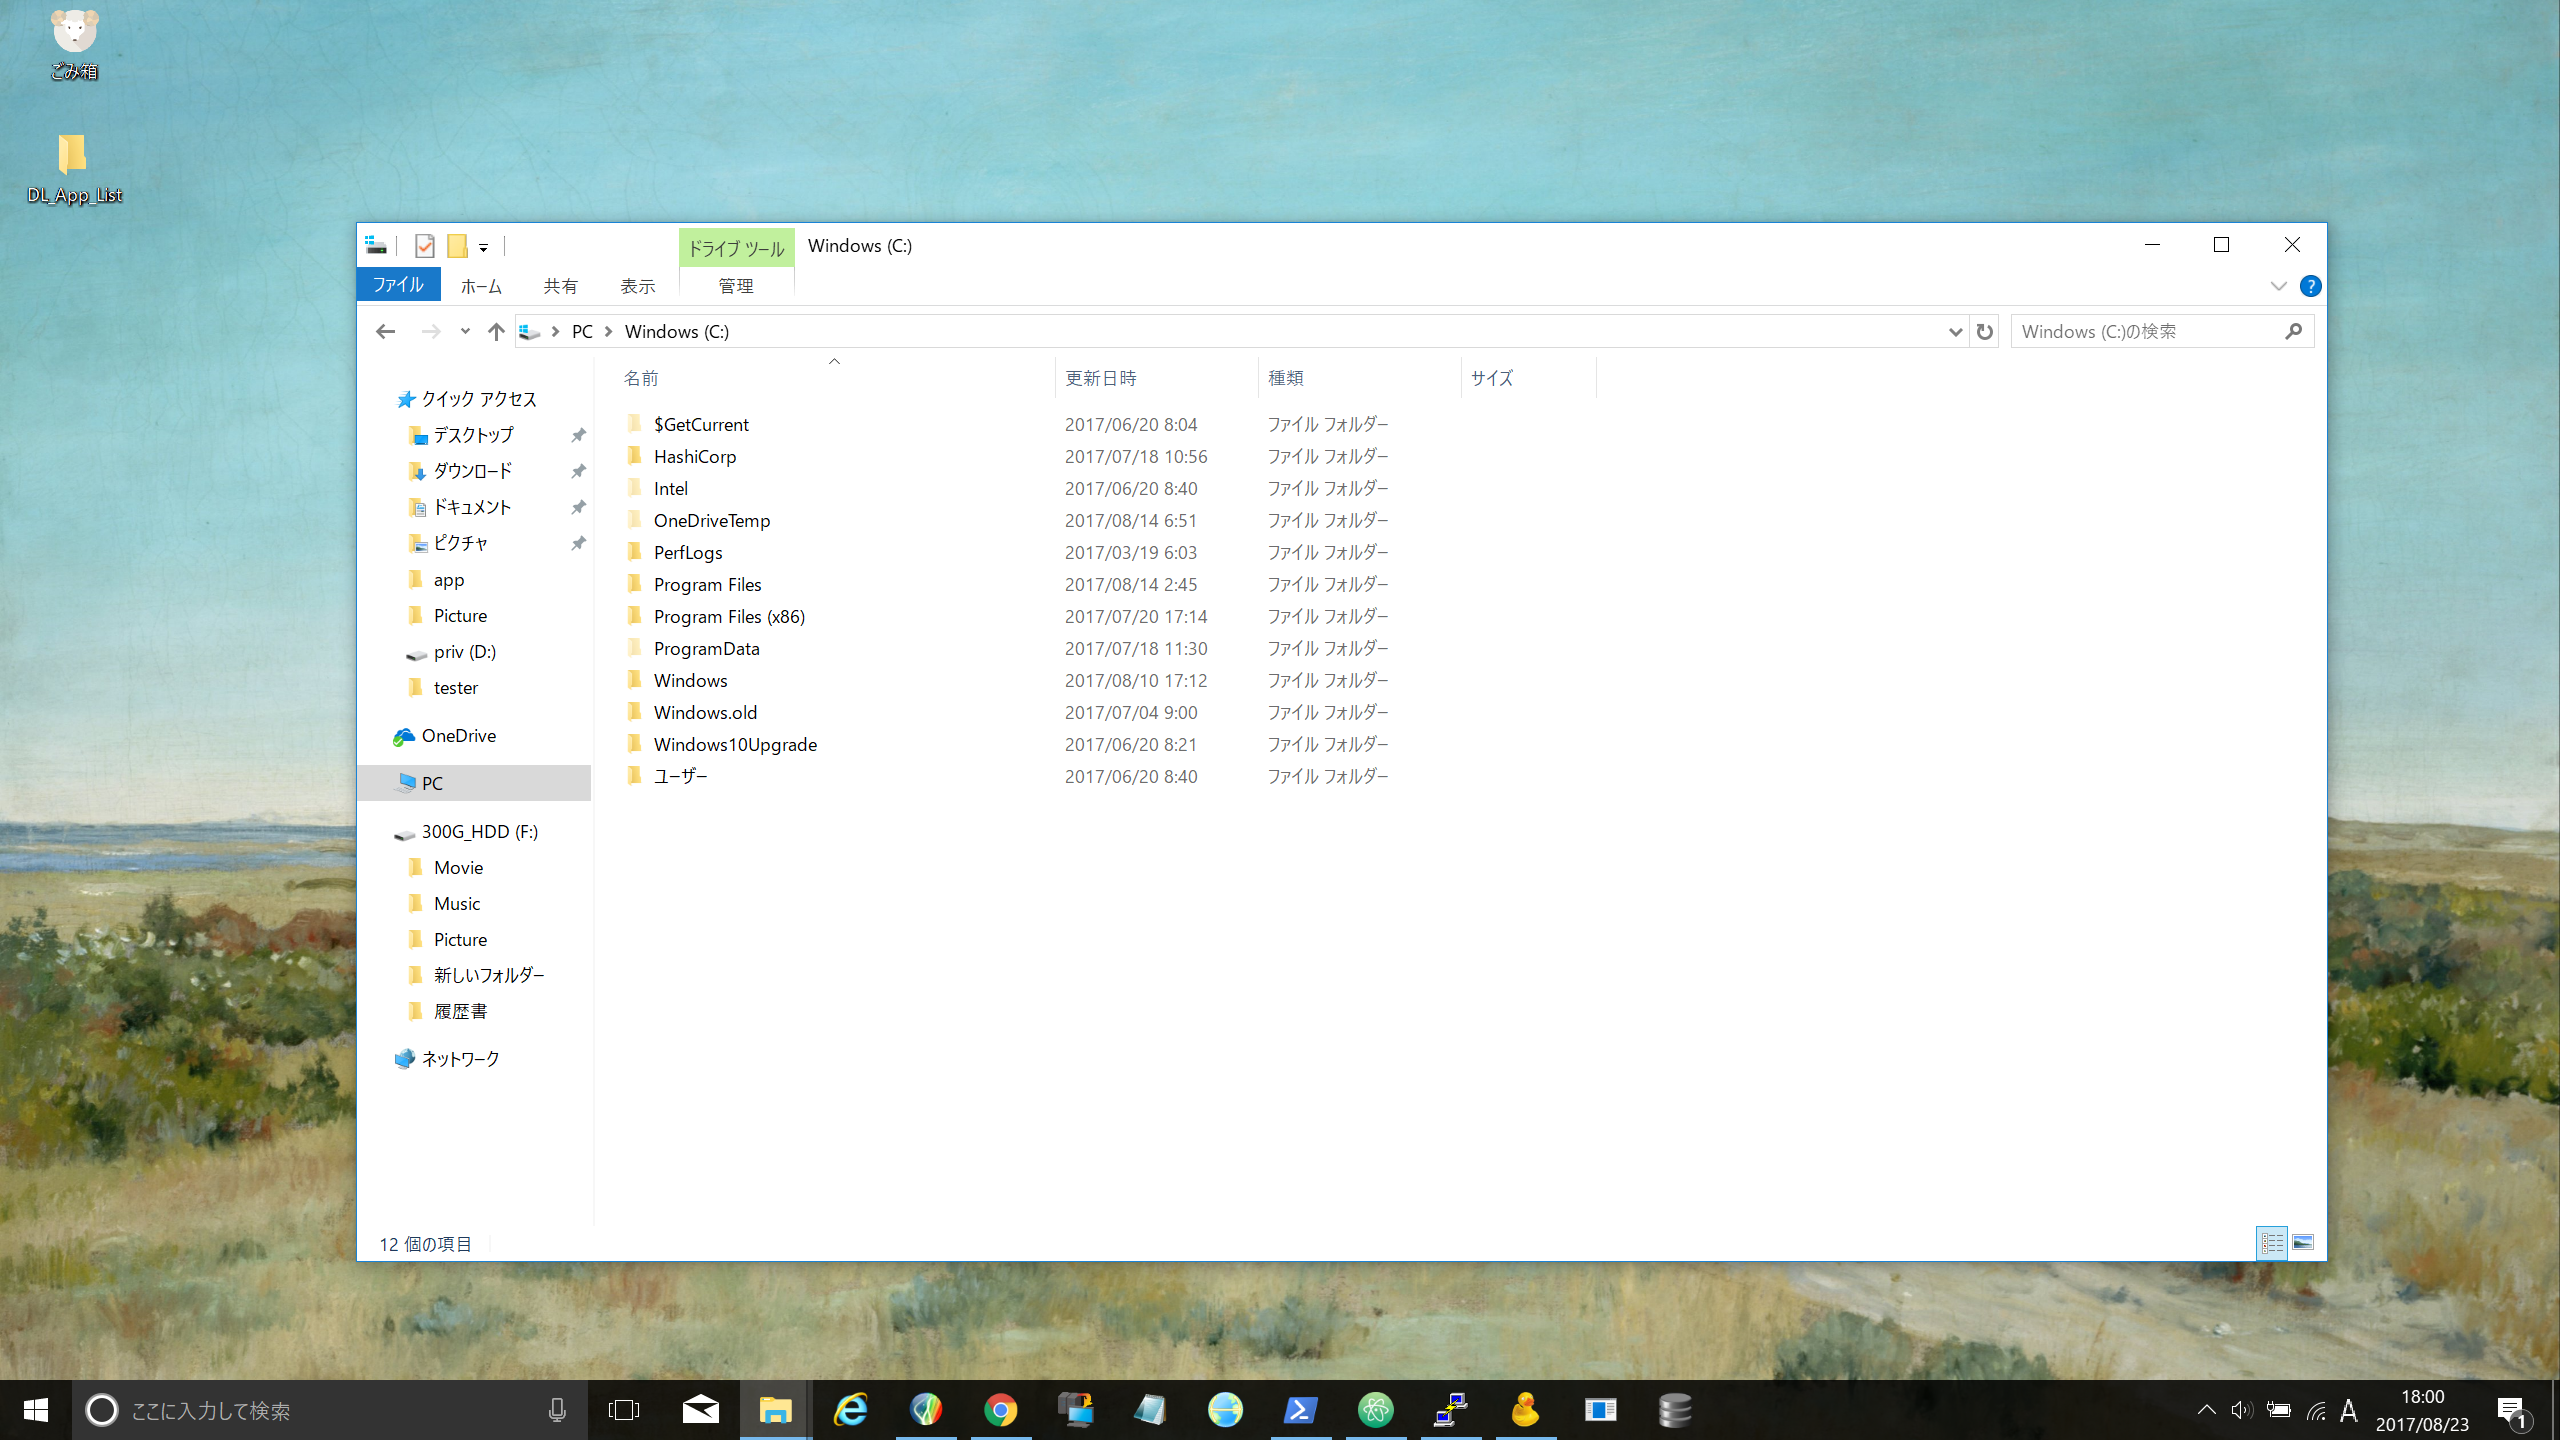 ごみ箱
DL_App_List
ドライブ ツール
Windows (C:)
ファイル ホーム 共有 表示 管理
PC Windows (C:)
Windows (C:)の検索
クイック アクセス
デスクトップ
ダウンロード
ドキュメント
ピクチャ
app
Picture
priv (D:)
tester
OneDrive
PC
300G_HDD (F:)
Movie
Music
Picture
新しいフォルダー
履歴書
ネットワーク
名前 更新日時 種類 サイズ
$GetCurrent 2017/06/20 8:04 ファイル フォルダー
HashiCorp 2017/07/18 10:56 ファイル フォルダー
Intel 2017/06/20 8:40 ファイル フォルダー
OneDriveTemp 2017/08/14 6:51 ファイル フォルダー
PerfLogs 2017/03/19 6:03 ファイル フォルダー
Program Files 2017/08/14 2:45 ファイル フォルダー
Program Files (x86) 2017/07/20 17:14 ファイル フォルダー
ProgramData 2017/07/18 11:30 ファイル フォルダー
Windows 2017/08/10 17:12 ファイル フォルダー
Windows.old 2017/07/04 9:00 ファイル フォルダー
Windows10Upgrade 2017/06/20 8:21 ファイル フォルダー
ユーザー 2017/06/20 8:40 ファイル フォルダー
12 個の項目
ここに入力して検索
A
18:00
2017/08/23
1